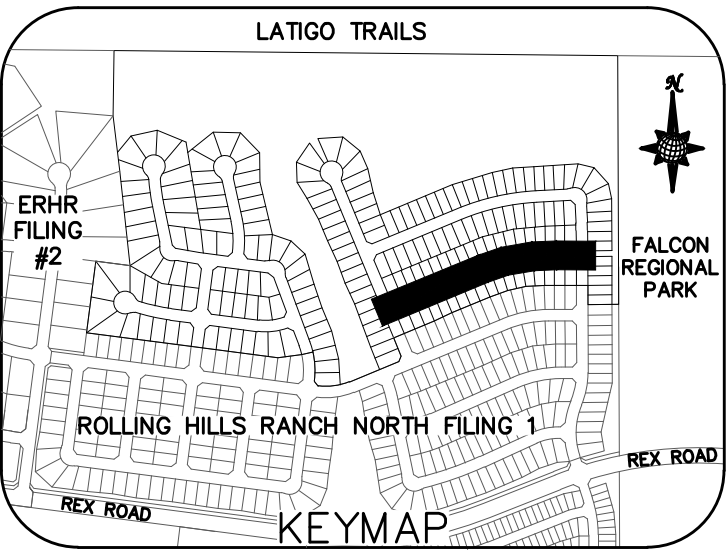 LATIGO TRAILS
N
ERHR
FILING
#2
FALCON
REGIONAL
PARK
ROLLING HILLS RANCH NORTH FILING 1
REX ROAD
REX ROAD
KEYMAP